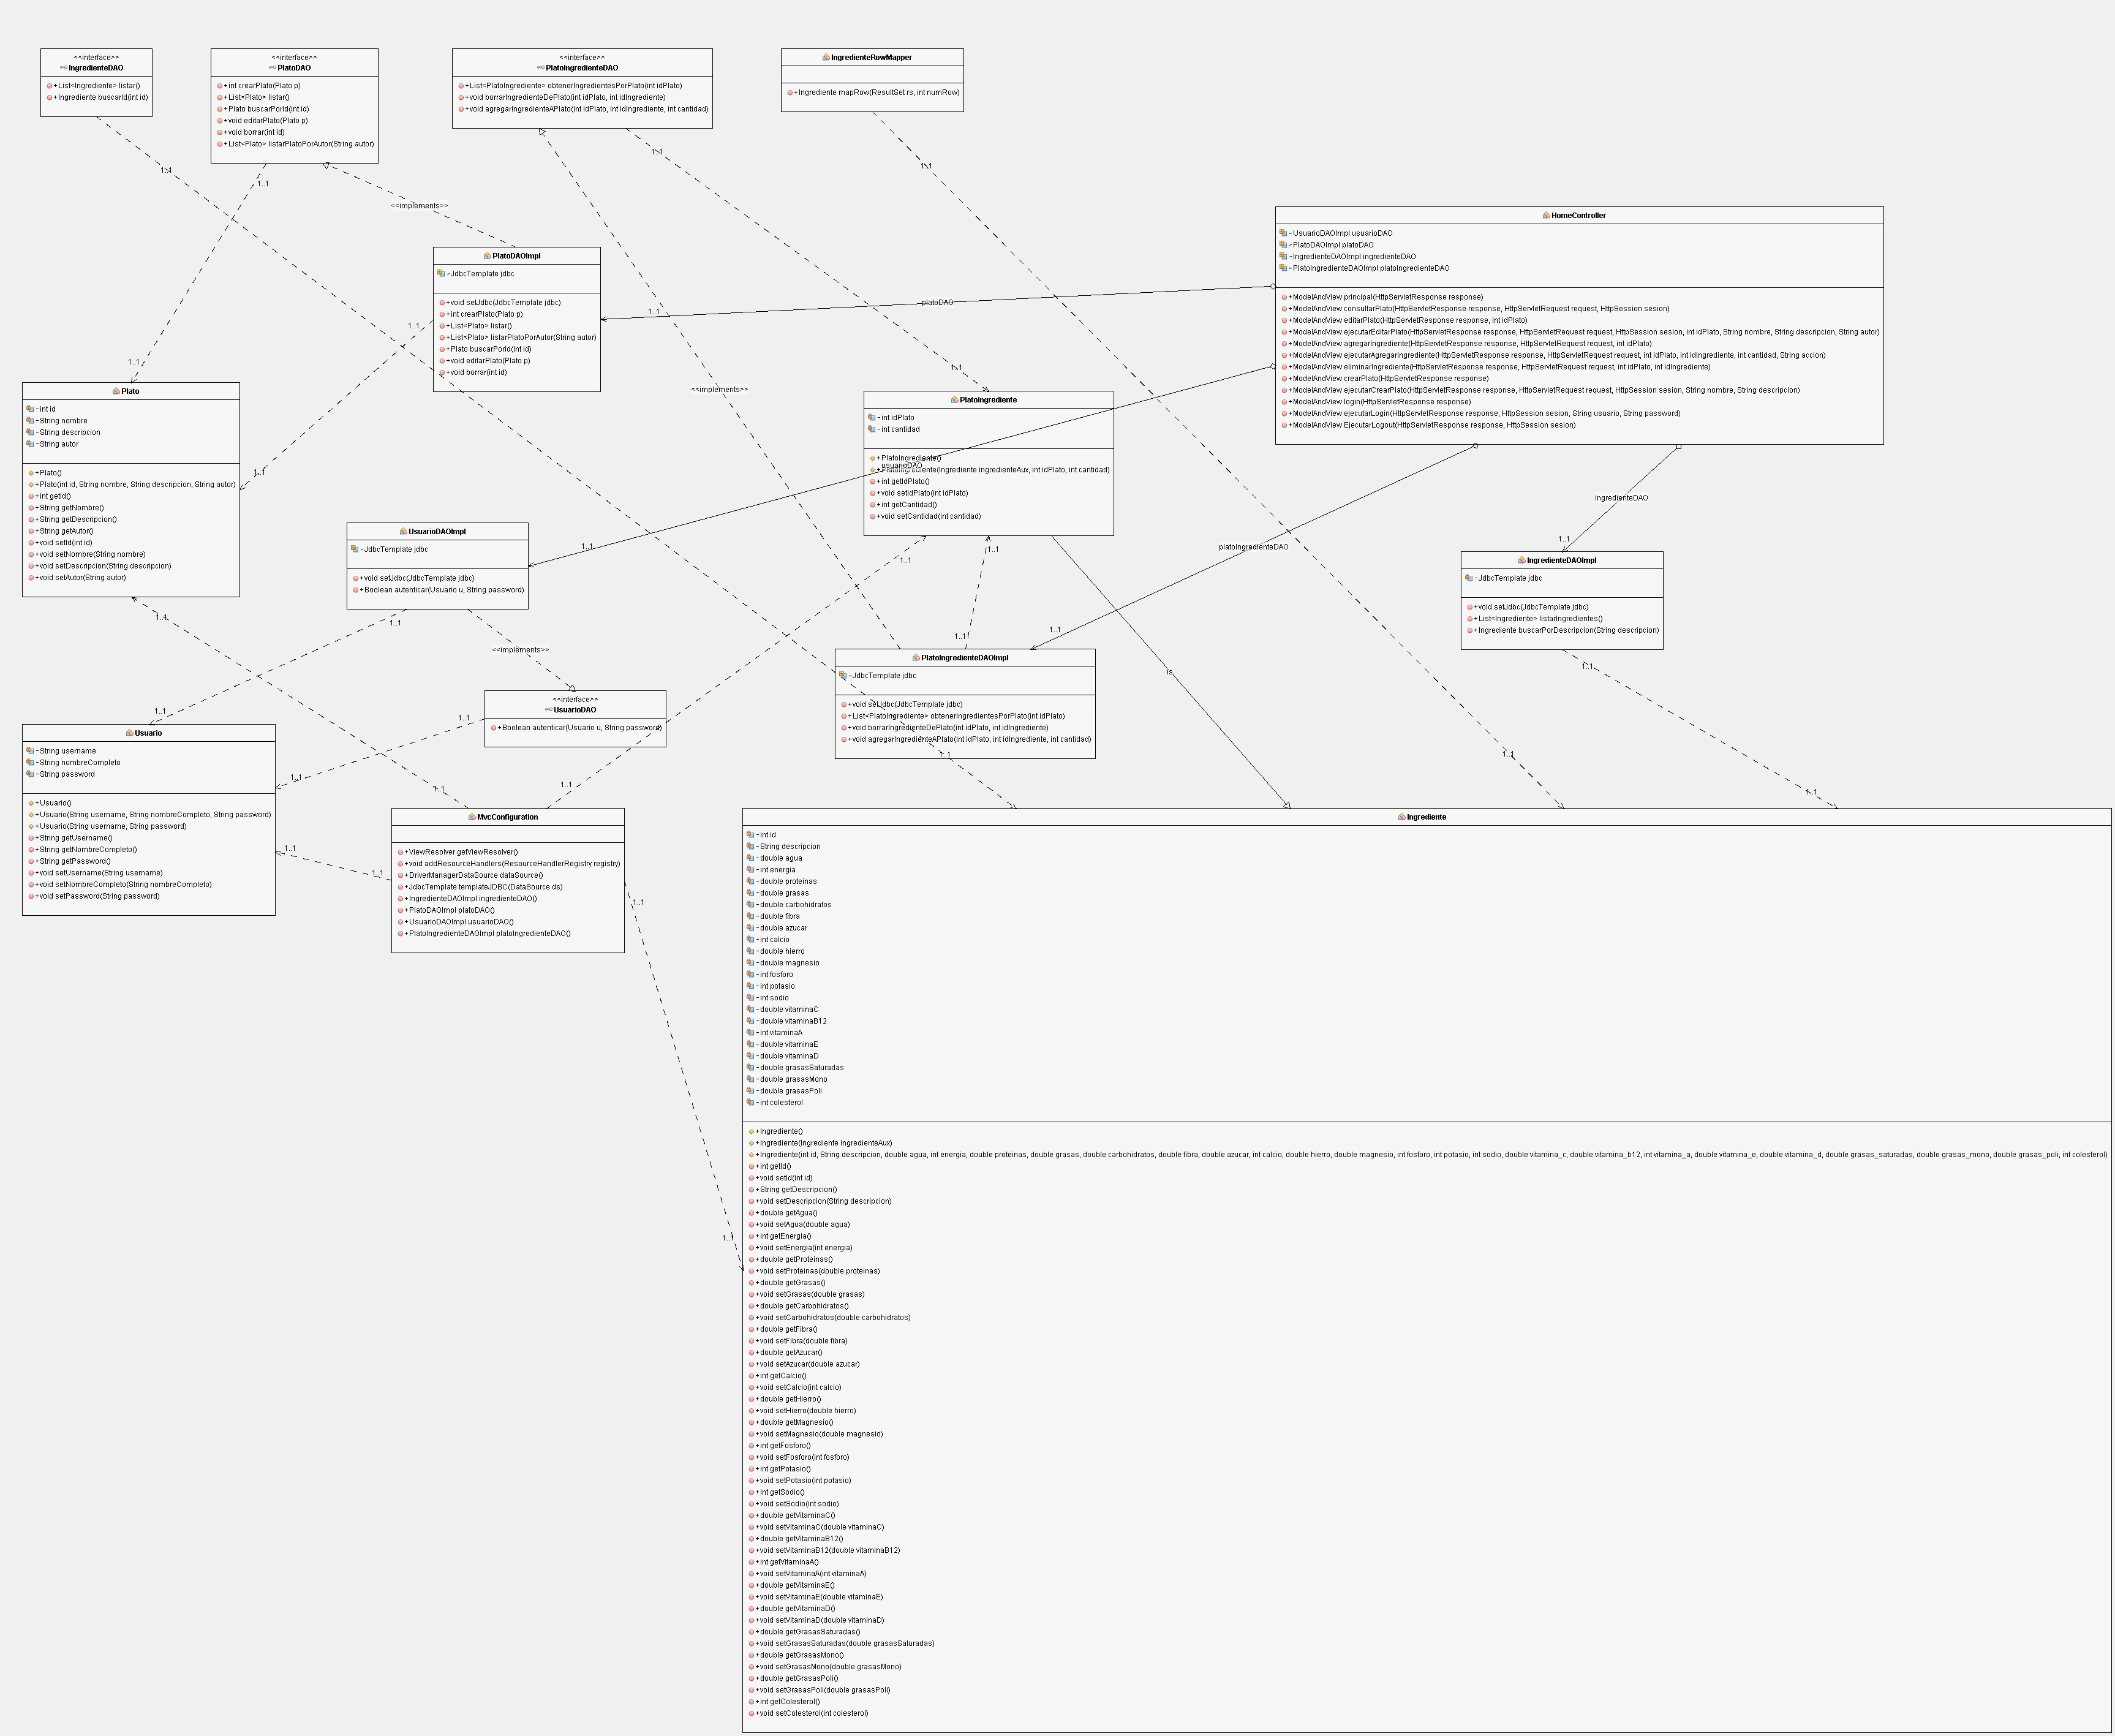 <<interface>>
IngredienteDAO
+List<Ingrediente> listar()
+Ingrediente buscarId(int id)
<<interface>>
PlatoDAO
+int crearPlato(Plato p)
+List<Plato> listar()
+Plato buscarPorId(int id)
+void editarPlato(Plato p)
+void borrar(int id)
+List<Plato> listarPlatoPorAutor(String autor)
<<interface>>
PlatoIngredienteDAO
+List<PlatoIngrediente> obtenerIngredientesPorPlato(int idPlato)
+void borrarIngredienteDePlato(int idPlato, int idIngrediente)
+void agregarIngredienteAPlato(int idPlato, int idIngrediente, int cantidad)
IngredienteRowMapper
+Ingrediente mapRow(ResultSet rs, int numRow)
1..1
1..1
1..1
1..1
<<implements>>
HomeController
-UsuarioDAOImpl usuarioDAO
-PlatoDAOImpl platoDAO
-IngredienteDAOImpl ingredienteDAO
-PlatoIngredienteDAOImpl platoIngredienteDAO
+ModelAndView principal(HttpServletResponse response)
+ModelAndView consultarPlato(HttpServletResponse response, HttpServletRequest request, HttpSession sesion)
+ModelAndView editarPlato(HttpServletResponse response, int idPlato)
+ModelAndView ejecutarEditarPlato(HttpServletResponse response, HttpServletRequest request, HttpSession sesion, int idPlato, String nombre, String descripcion, String autor)
+ModelAndView agregarIngrediente(HttpServletResponse response, HttpServletRequest request, int idPlato)
+ModelAndView ejecutarAgregarIngrediente(HttpServletResponse response, HttpServletRequest request, int idPlato, int idIngrediente, int cantidad, String accion)
+ModelAndView eliminarIngrediente(HttpServletResponse response, HttpServletRequest request, int idPlato, int idIngrediente)
+ModelAndView crearPlato(HttpServletResponse response)
+ModelAndView ejecutarCrearPlato(HttpServletResponse response, HttpServletRequest request, HttpSession sesion, String nombre, String descripcion)
+ModelAndView login(HttpServletResponse response)
+ModelAndView ejecutarLogin(HttpServletResponse response, HttpSession sesion, String usuario, String password)
+ModelAndView EjecutarLogout(HttpServletResponse response, HttpSession sesion)
PlatoDAOImpl
-JdbcTemplate jdbc
+void setJdbc(JdbcTemplate jdbc)
+int crearPlato(Plato p)
+List<Plato> listar()
+List<Plato> listarPlatoPorAutor(String autor)
+Plato buscarPorId(int id)
+void editarPlato(Plato p)
+void borrar(int id)
platoDAO
1..1
1..1
1..1
1..1
<<implements>>
Plato
-int id
-String nombre
-String descripcion
-String autor
+Plato()
+Plato(int id, String nombre, String descripcion, String autor)
+int getId()
+String getNombre()
+String getDescripcion()
+String getAutor()
+void setId(int id)
+void setNombre(String nombre)
+void setDescripcion(String descripcion)
+void setAutor(String autor)
1..1
PlatoIngrediente
-int idPlato
-int cantidad
+PlatoIngrediente()
usuarioDAO
+PlatoIngrediente(Ingrediente ingredienteAux, int idPlato, int cantidad)
+int getIdPlato()
+void setIdPlato(int idPlato)
+int getCantidad()
+void setCantidad(int cantidad)
ingredienteDAO
UsuarioDAOImpl
-JdbcTemplate jdbc
+void setJdbc(JdbcTemplate jdbc)
+Boolean autenticar(Usuario u, String password)
1..1
1..1
1..1
platoIngredienteDAO
1..1
IngredienteDAOImpl
-JdbcTemplate jdbc
+void setJdbc(JdbcTemplate jdbc)
+List<Ingrediente> listarIngredientes()
+Ingrediente buscarPorDescripcion(String descripcion)
1..1
1..1
1..1
1..1
<<implements>>
PlatoIngredienteDAOImpl
-JdbcTemplate jdbc
+void setJdbc(JdbcTemplate jdbc)
+List<PlatoIngrediente> obtenerIngredientesPorPlato(int idPlato)
+void borrarIngredienteDePlato(int idPlato, int idIngrediente)
+void agregarIngredienteAPlato(int idPlato, int idIngrediente, int cantidad)
is
1..1
<<interface>>
UsuarioDAO
+Boolean autenticar(Usuario u, String password)
1..1
1..1
Usuario
-String username
-String nombreCompleto
-String password
+Usuario()
+Usuario(String username, String nombreCompleto, String password)
+Usuario(String username, String password)
+String getUsername()
+String getNombreCompleto()
+String getPassword()
+void setUsername(String username)
+void setNombreCompleto(String nombreCompleto)
+void setPassword(String password)
1..1
1..1
1..1
1..1
1..1
1..1
1..1
1..1
MvcConfiguration
+ViewResolver getViewResolver()
+void addResourceHandlers(ResourceHandlerRegistry registry)
+DriverManagerDataSource dataSource()
+JdbcTemplate templateJDBC(DataSource ds)
+IngredienteDAOImpl ingredienteDAO()
+PlatoDAOImpl platoDAO()
+UsuarioDAOImpl usuarioDAO()
+PlatoIngredienteDAOImpl platoIngredienteDAO()
1..1
1..1
Ingrediente
-int id
-String descripcion
-double agua
-int energia
-double proteinas
-double grasas
-double carbohidratos
-double fibra
-double azucar
-int calcio
-double hierro
-double magnesio
-int fosforo
-int potasio
-int sodio
-double vitaminaC
-double vitaminaB12
-int vitaminaA
-double vitaminaE
-double vitaminaD
-double grasasSaturadas
-double grasasMono
-double grasasPoli
-int colesterol
+Ingrediente()
+Ingrediente(Ingrediente ingredienteAux)
+Ingrediente(int id, String descripcion, double agua, int energia, double proteinas, double grasas, double carbohidratos, double fibra, double azucar, int calcio, double hierro, double magnesio, int fosforo, int potasio, int sodio, double vitamina_c, double vitamina_b12, int vitamina_a, double vitamina_e, double vitamina_d, double grasas_saturadas, double grasas_mono, double grasas_poli, int colesterol)
+int getId()
+void setId(int id)
+String getDescripcion()
+void setDescripcion(String descripcion)
+double getAgua()
+void setAgua(double agua)
+int getEnergia()
+void setEnergia(int energia)
+double getProteinas()
+void setProteinas(double proteinas)
+double getGrasas()
+void setGrasas(double grasas)
+double getCarbohidratos()
+void setCarbohidratos(double carbohidratos)
+double getFibra()
+void setFibra(double fibra)
+double getAzucar()
+void setAzucar(double azucar)
+int getCalcio()
+void setCalcio(int calcio)
+double getHierro()
+void setHierro(double hierro)
+double getMagnesio()
+void setMagnesio(double magnesio)
+int getFosforo()
+void setFosforo(int fosforo)
+int getPotasio()
+void setPotasio(int potasio)
+int getSodio()
+void setSodio(int sodio)
+double getVitaminaC()
+void setVitaminaC(double vitaminaC)
+double getVitaminaB12()
+void setVitaminaB12(double vitaminaB12)
+int getVitaminaA()
+void setVitaminaA(int vitaminaA)
+double getVitaminaE()
+void setVitaminaE(double vitaminaE)
+double getVitaminaD()
+void setVitaminaD(double vitaminaD)
+double getGrasasSaturadas()
+void setGrasasSaturadas(double grasasSaturadas)
+double getGrasasMono()
+void setGrasasMono(double grasasMono)
+double getGrasasPoli()
+void setGrasasPoli(double grasasPoli)
+int getColesterol()
+void setColesterol(int colesterol)